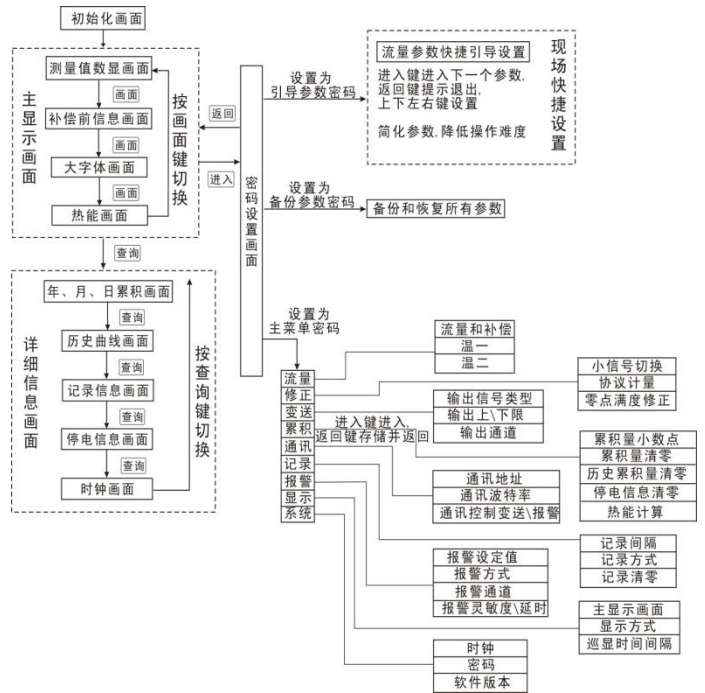 初始化画面
测量值数显画面
画面
补偿前信息画面
画面
大字体画面
画面
热能画面
主显示画面
按画面键切换
查询
年、月、日累积画面
查询
历史曲线画面
查询
记录信息画面
查询
停电信息画面
查询
时钟画面
详细信息画面
按查询键切换
返回
进入
密码设置画面
设置为
引导参数密码
流量参数快捷引导设置
进入键进入下一个参数,
返回键提示退出,
上下左右键设置
简化参数,降低操作难度
现场快捷设置
设置为
备份参数密码
备份和恢复所有参数
设置为
主菜单密码
流量
修正
变送
累积
通讯
记录
报警
显示
系统
进入键进入,
返回键存储并返回
流量和补偿
温一
温二
小信号切换
协议计量
零点满度修正
输出信号类型
输出上\下限
输出通道
累积量小数点
累积量清零
历史累积量清零
停电信息清零
热能计算
通讯地址
通讯波特率
通讯控制变送\报警
记录间隔
记录方式
记录清零
报警设定值
报警方式
报警通道
报警灵敏度\延时
主显示画面
显示方式
巡显时间间隔
时钟
密码
软件版本